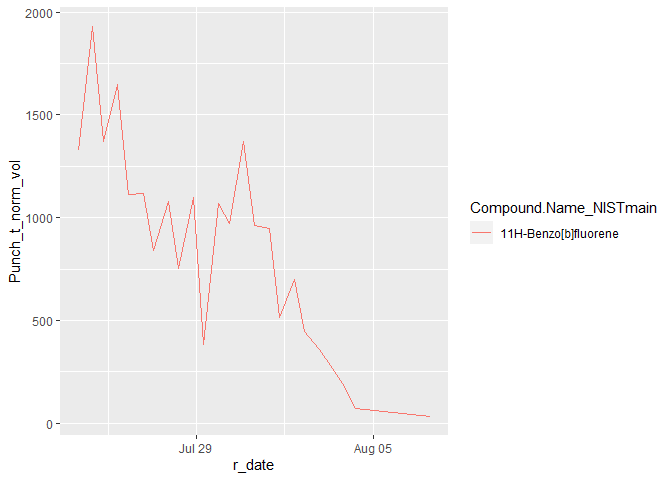 2000
1500
1000
500
0
Punch_t_norm_vol
Jul 29
Aug 05
r_date
Compound.Name_NISTmain
11H-Benzo[b]fluorene